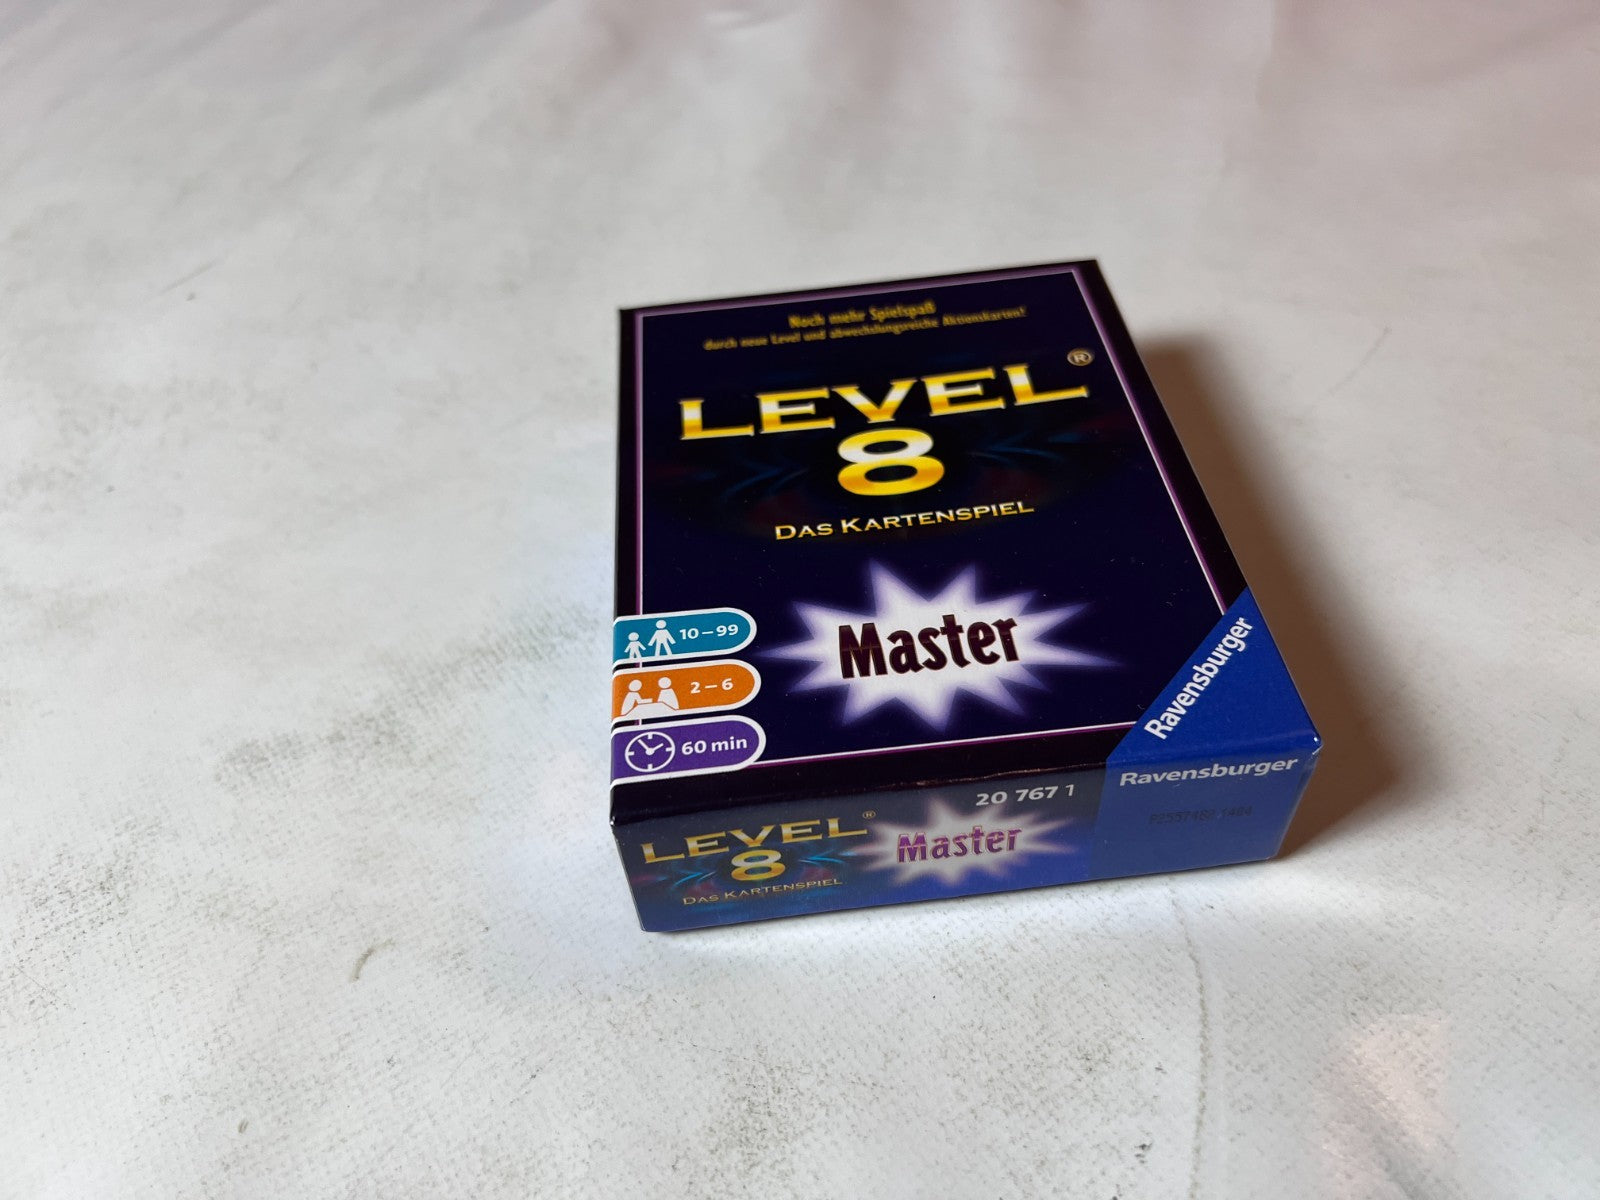 Noch mehr Spielspaß
durch neue Level und abwechslungsreiche Aktionskarten!
LEVEL®
8
DAS KARTENSPIEL
Master
10 – 99
2 – 6
60 min
Ravensburger
LEVEL®
8
DAS KARTENSPIEL
Master
20 767 1
Ravensburger